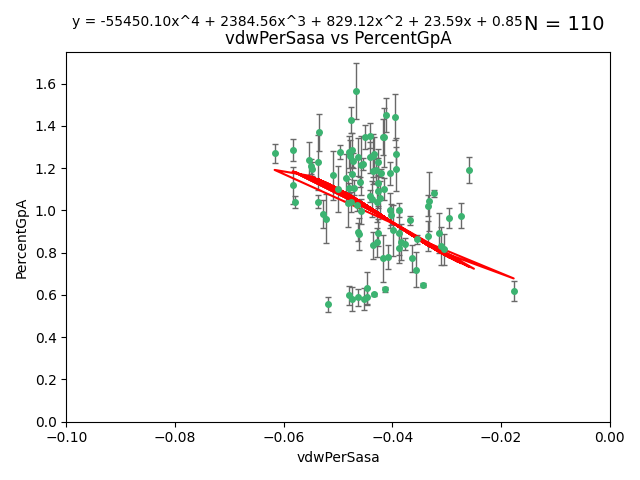 y = -55450.10x^4 + 2384.56x^3 + 829.12x^2 + 23.59x + 0.85
N = 110
vdwPerSasa vs PercentGpA
PercentGpA
1.6
1.4
1.2
1.0
0.8
0.6
0.4
0.2
0.0
−0.10 −0.08 −0.06 −0.04 −0.02 0.00
vdwPerSasa